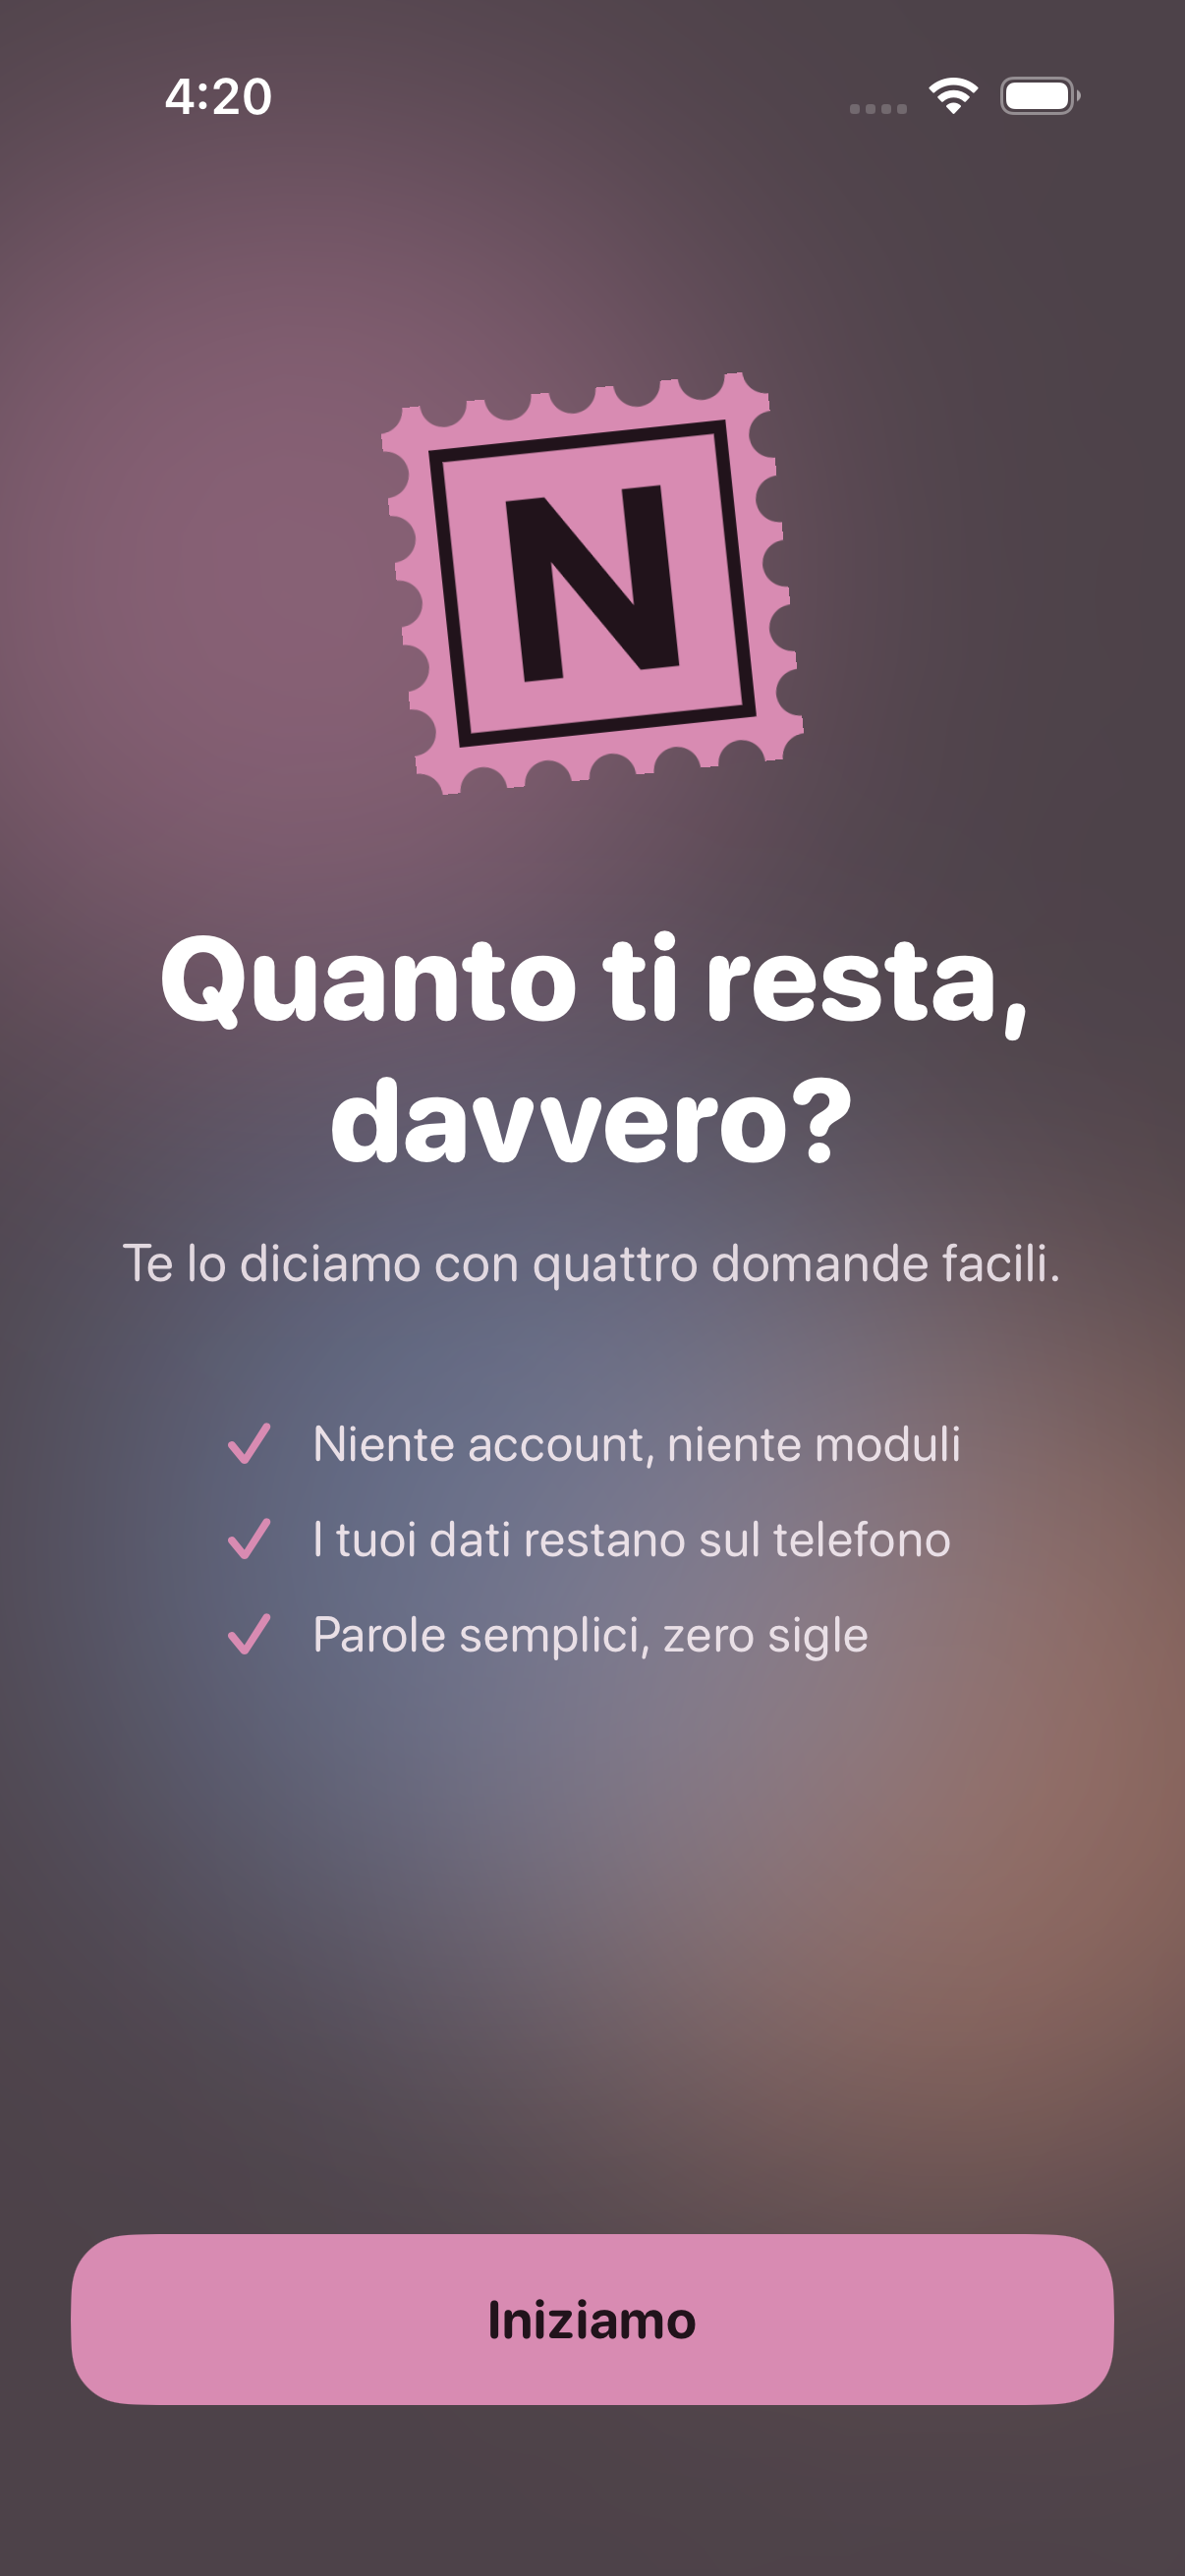 4:20
N
Quanto ti resta,
davvero?
Te lo diciamo con quattro domande facili.
Niente account, niente moduli
I tuoi dati restano sul telefono
Parole semplici, zero sigle
Iniziamo